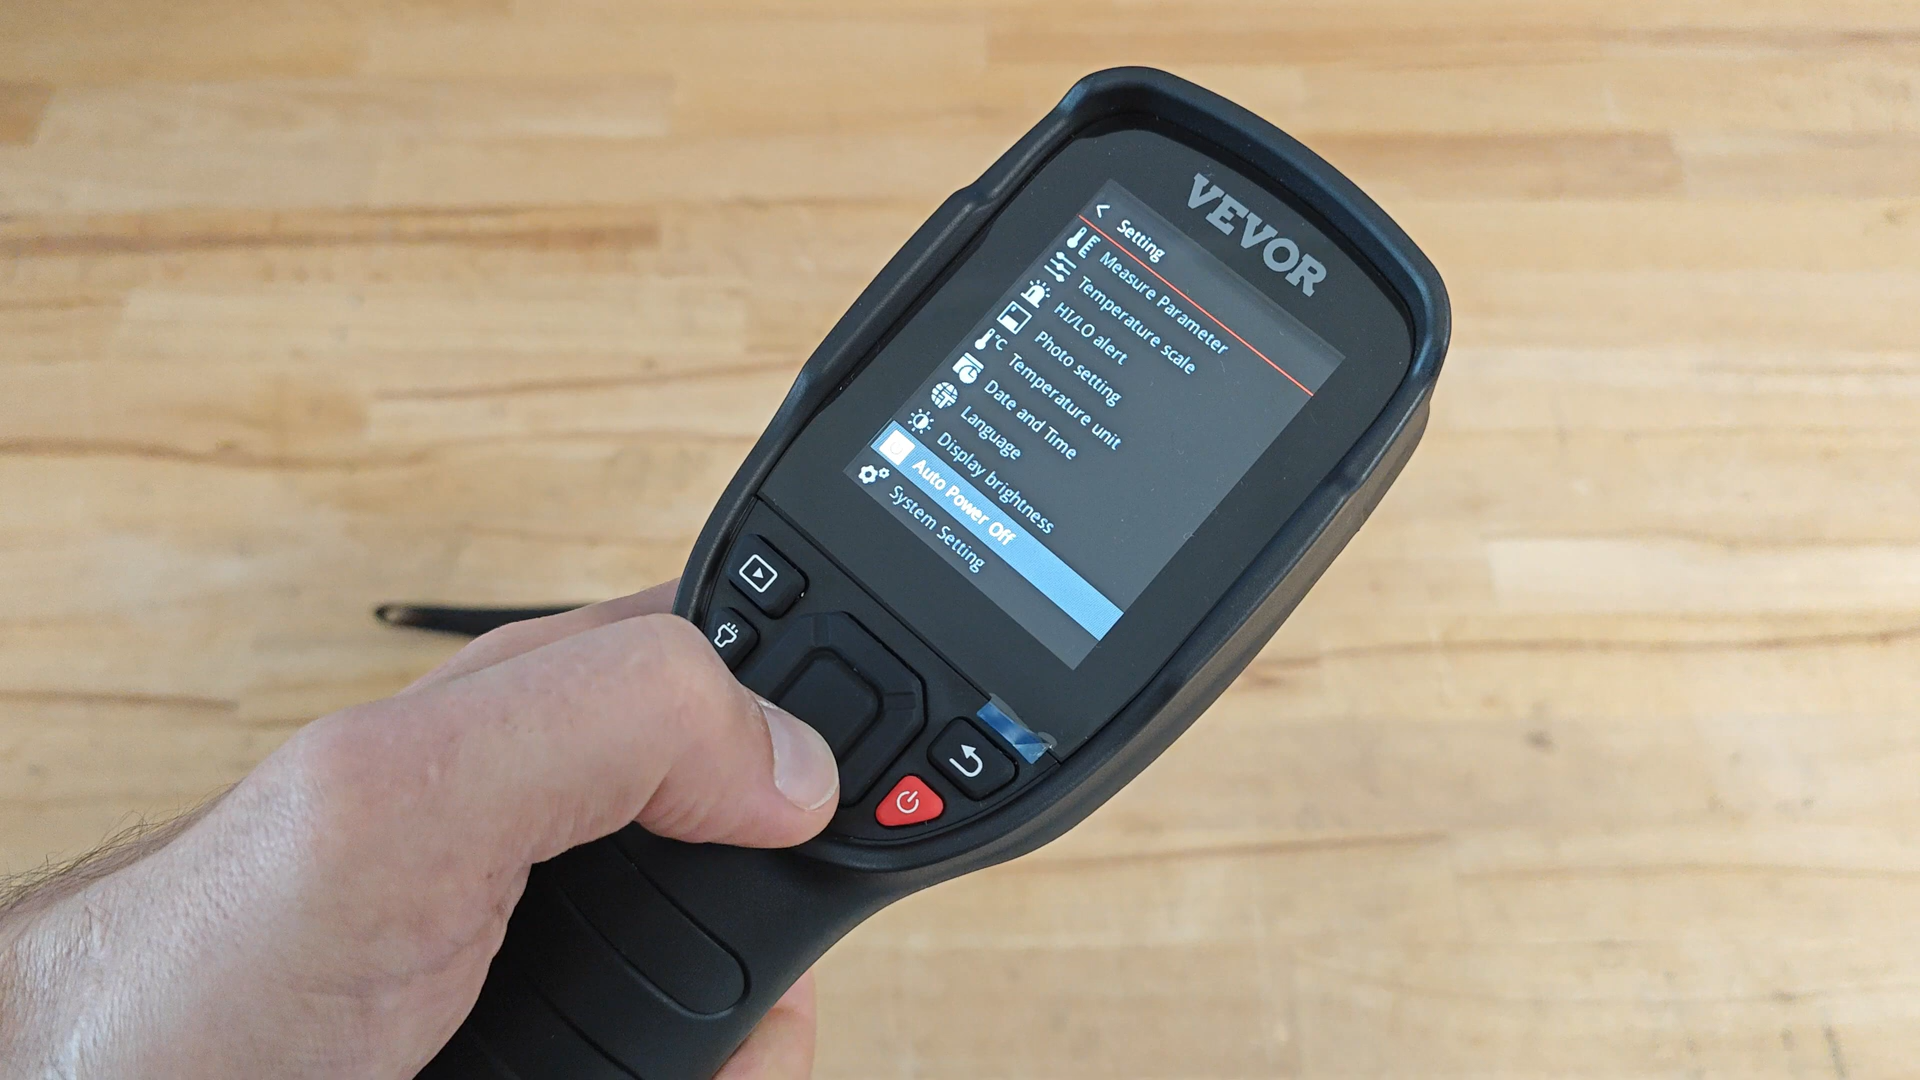 VEVOR
< Setting
E Measure Parameter
Temperature scale
HI/LO alert
Photo setting
°C Temperature unit
Date and Time
Language
Display brightness
Auto Power Off
System Setting